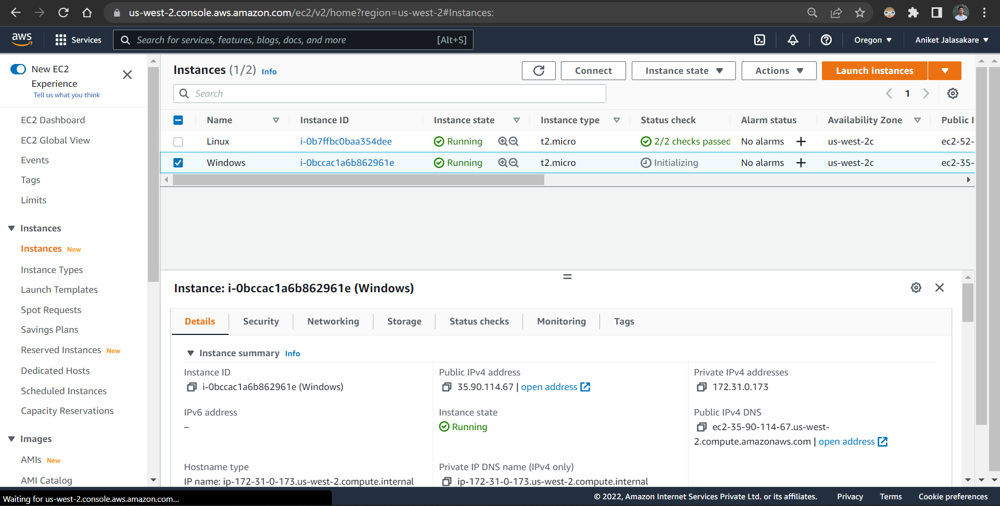 us-west-2.console.aws.amazon.com/ec2/v2/home?region=us-west-2#Instances:
aws
Services
Search for services, features, blogs, docs, and more
[Alt+S]
Oregon
Aniket Jalasakare
New EC2
Experience
Tell us what you think
EC2 Dashboard
EC2 Global View
Events
Tags
Limits
Instances
Instances New
Instance Types
Launch Templates
Spot Requests
Savings Plans
Reserved Instances New
Dedicated Hosts
Scheduled Instances
Capacity Reservations
Images
AMIs New
AMI Catalog
Instances (1/2) Info
Connect
Instance state
Actions
Launch instances
Search
1
Name Instance ID Instance state Instance type Status check Alarm status Availability Zone Public I
Linux i-0b7ffbc0baa354dee Running t2.micro 2/2 checks passed No alarms + us-west-2c ec2-52-
Windows i-0bccac1a6b862961e Running t2.micro Initializing No alarms + us-west-2c ec2-35-
Instance: i-0bccac1a6b862961e (Windows)
Details Security Networking Storage Status checks Monitoring Tags
Instance summary Info
Instance ID
i-0bccac1a6b862961e (Windows)
Public IPv4 address
35.90.114.67 | open address
Private IPv4 addresses
172.31.0.173
IPv6 address
–
Instance state
Running
Public IPv4 DNS
ec2-35-90-114-67.us-west-
2.compute.amazonaws.com | open address
Hostname type
IP name: ip-172-31-0-173.us-west-2.compute.internal
Private IP DNS name (IPv4 only)
ip-172-31-0-173.us-west-2.compute.internal
Waiting for us-west-2.console.aws.amazon.com...
© 2022, Amazon Internet Services Private Ltd. or its affiliates.
Privacy
Terms
Cookie preferences